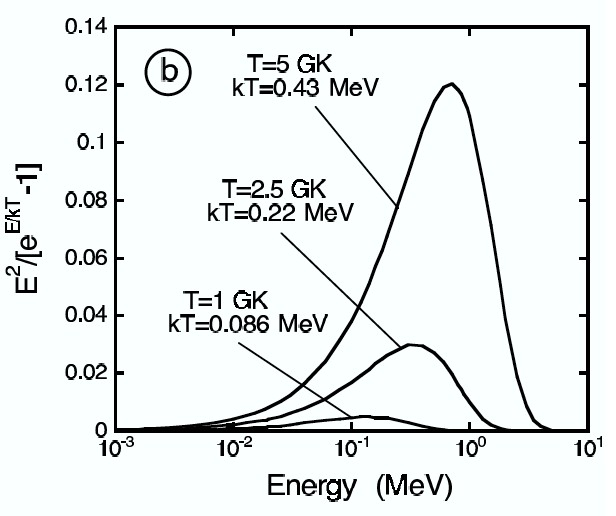 0.14
0.12
0.1
0.08
0.06
0.04
0.02
0
E²/[e^E/kT -1]
b
T=5 GK
kT=0.43 MeV
T=2.5 GK
kT=0.22 MeV
T=1 GK
kT=0.086 MeV
10⁻³ 10⁻² 10⁻¹ 10⁰ 10¹
Energy (MeV)